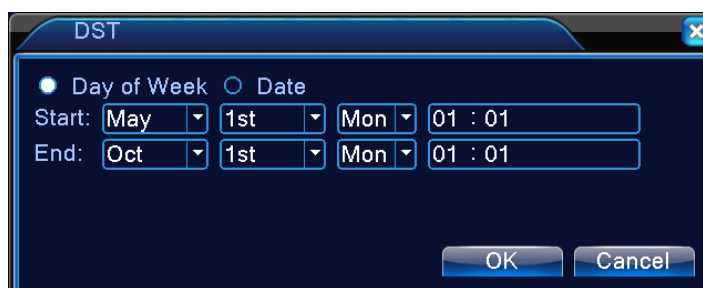 DST
Day of Week Date
Start: May 1st Mon 01 : 01
End: Oct 1st Mon 01 : 01
OK Cancel